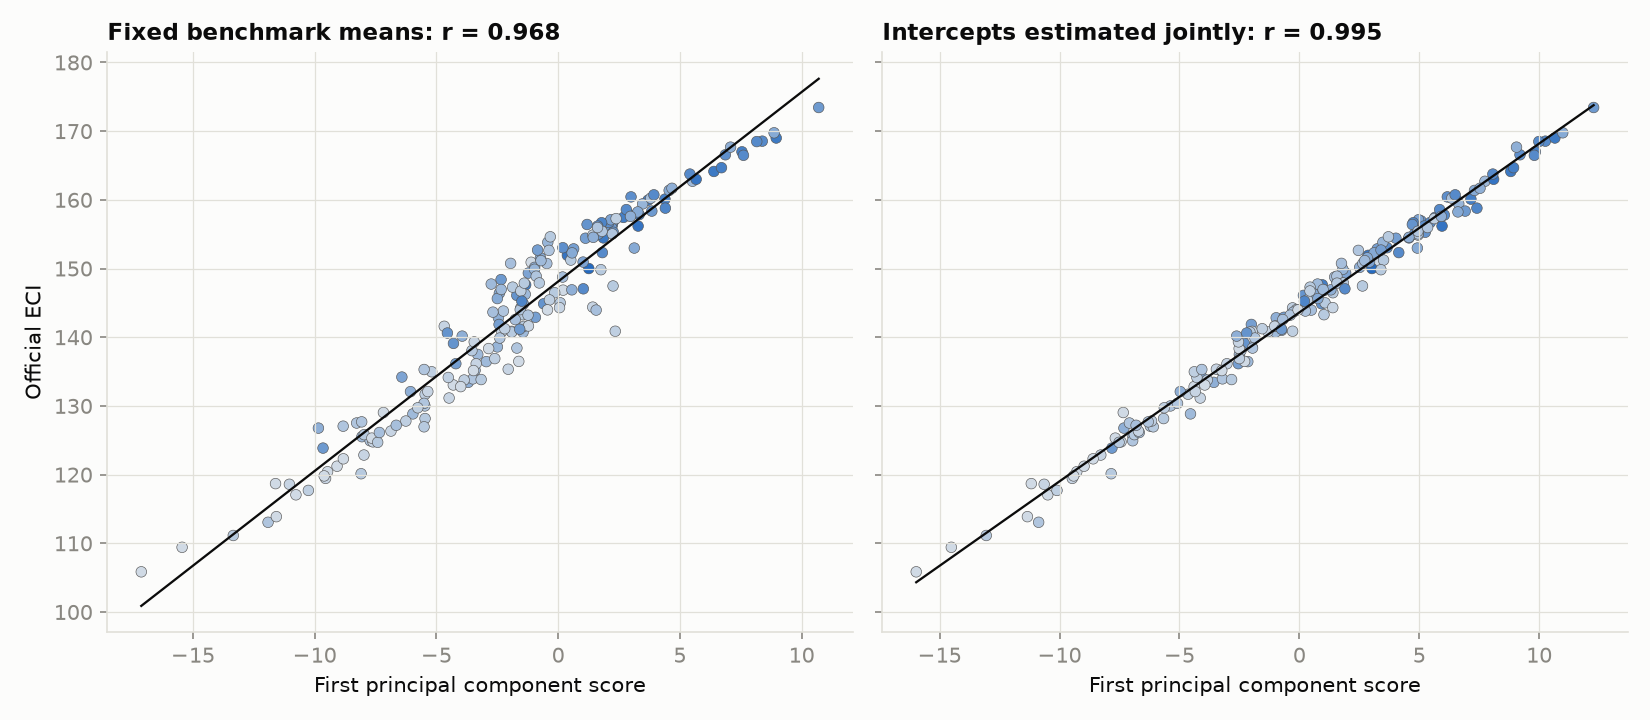 Fixed benchmark means: r = 0.968
Intercepts estimated jointly: r = 0.995
180
170
160
150
140
130
120
110
100
Official ECI
−15 −10 −5 0 5 10
−15 −10 −5 0 5 10
First principal component score
First principal component score